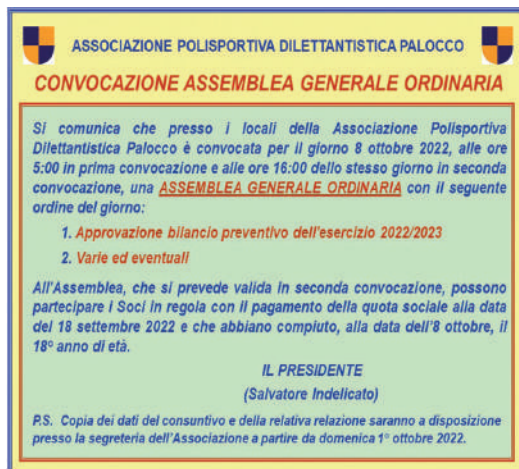 ASSOCIAZIONE POLISPORTIVA DILETTANTISTICA PALOCCO
CONVOCAZIONE ASSEMBLEA GENERALE ORDINARIA
Si comunica che presso i locali della Associazione Polisportiva
Dilettantistica Palocco è convocata per il giorno 8 ottobre 2022, alle ore
5:00 in prima convocazione e alle ore 16:00 dello stesso giorno in seconda
convocazione, una ASSEMBLEA GENERALE ORDINARIA con il seguente
ordine del giorno:
1. Approvazione bilancio preventivo dell'esercizio 2022/2023
2. Varie ed eventuali
All'Assemblea, che si prevede valida in seconda convocazione, possono
partecipare i Soci in regola con il pagamento della quota sociale alla data
del 18 settembre 2022 e che abbiano compiuto, alla data dell'8 ottobre, il
18° anno di età.
IL PRESIDENTE
(Salvatore Indelicato)
P.S. Copia dei dati del consuntivo e della relativa relazione saranno a disposizione
presso la segreteria dell'Associazione a partire da domenica 1° ottobre 2022.